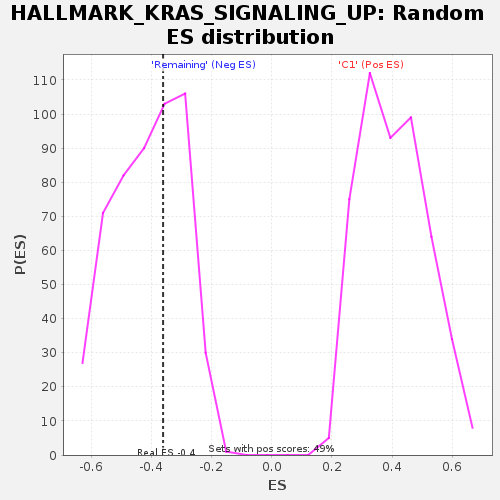 HALLMARK_KRAS_SIGNALING_UP: Random
ES distribution
'Remaining' (Neg ES)
'C1' (Pos ES)
110
100
90
80
70
60
50
40
30
20
10
0
P(ES)
Real ES -0.4
Sets with pos scores: 49%
-0.6
-0.4
-0.2
0.0
0.2
0.4
0.6
ES